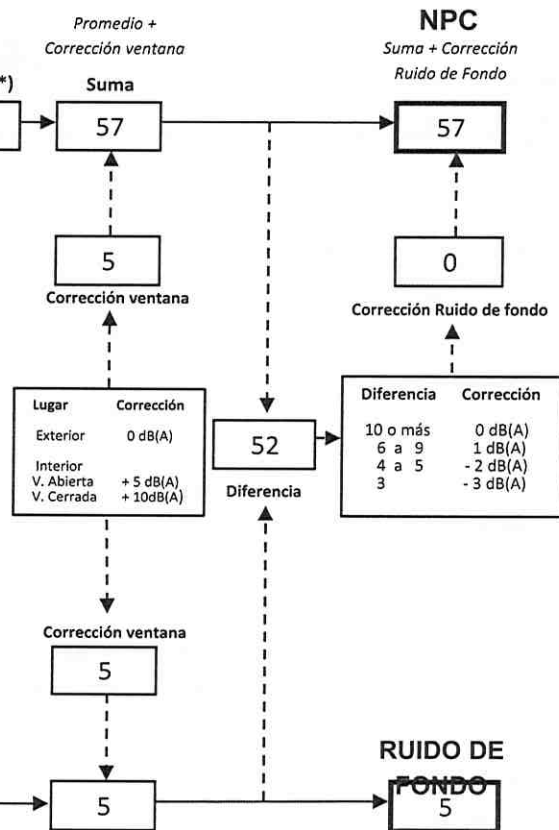 Promedio +
Corrección ventana
*)
Suma
57
NPC
Suma + Corrección
Ruido de Fondo
57
5
Corrección ventana
0
Corrección Ruido de fondo
Lugar Corrección
Exterior 0 dB(A)
Interior
V. Abierta + 5 dB(A)
V. Cerrada + 10dB(A)
52
Diferencia
Diferencia Corrección
10 o más 0 dB(A)
6 a 9 1 dB(A)
4 a 5 - 2 dB(A)
3 - 3 dB(A)
Corrección ventana
5
5
RUIDO DE
FONDO
5